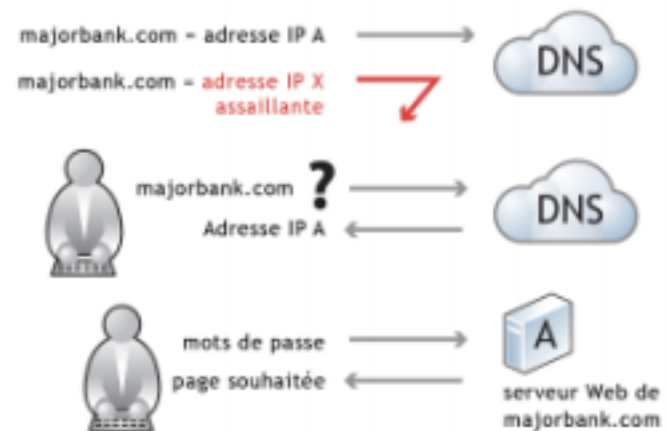 majorbank.com – adresse IP A
DNS
majorbank.com – adresse IP X
assaillante
majorbank.com ?
DNS
Adresse IP A
mots de passe
A
page souhaitée
serveur Web de
majorbank.com